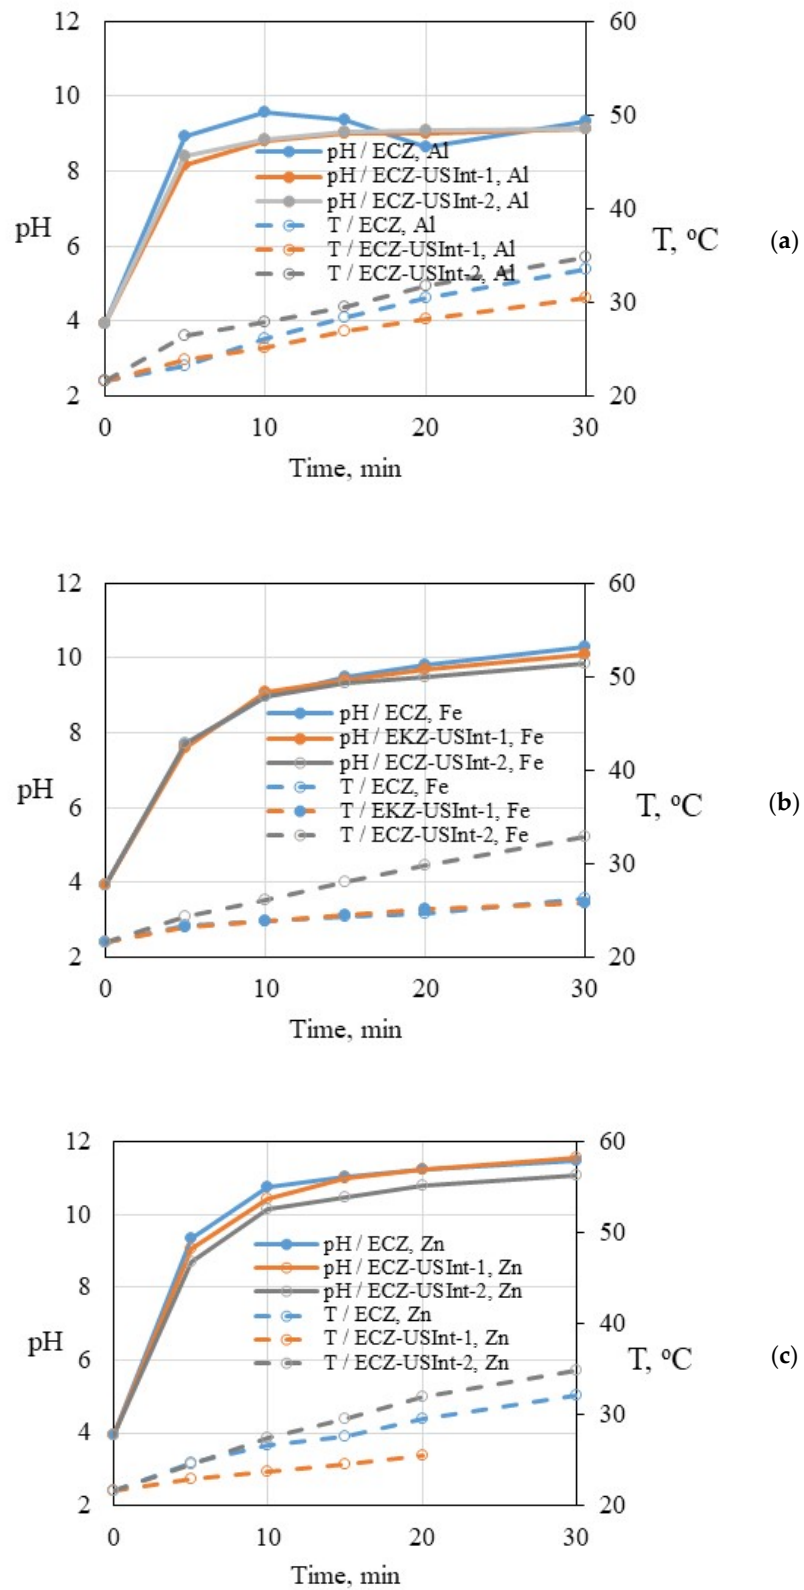 12
60
10
50
pH / ECZ, Al
8
pH / ECZ-USInt-1, Al
pH / ECZ-USInt-2, Al
40
pH
T / ECZ, Al
T, ºC
(a)
6
T / ECZ-USInt-1, Al
T / ECZ-USInt-2, Al
30
4
2
20
0
10
20
30
Time, min
12
60
10
50
pH / ECZ, Fe
8
pH / EKZ-USInt-1, Fe
pH / ECZ-USInt-2, Fe
40
pH
T / ECZ, Fe
T, ºC
(b)
6
T / EKZ-USInt-1, Fe
T / ECZ-USInt-2, Fe
30
4
2
20
0
10
20
30
Time, min
12
60
10
50
pH / ECZ, Zn
pH / ECZ-USInt-1, Zn
8
pH / ECZ-USInt-2, Zn
T / ECZ, Zn
40
pH
T / ECZ-USInt-1, Zn
T, ºC
(c)
6
T / ECZ-USInt-2, Zn
30
4
2
20
0
10
20
30
Time, min